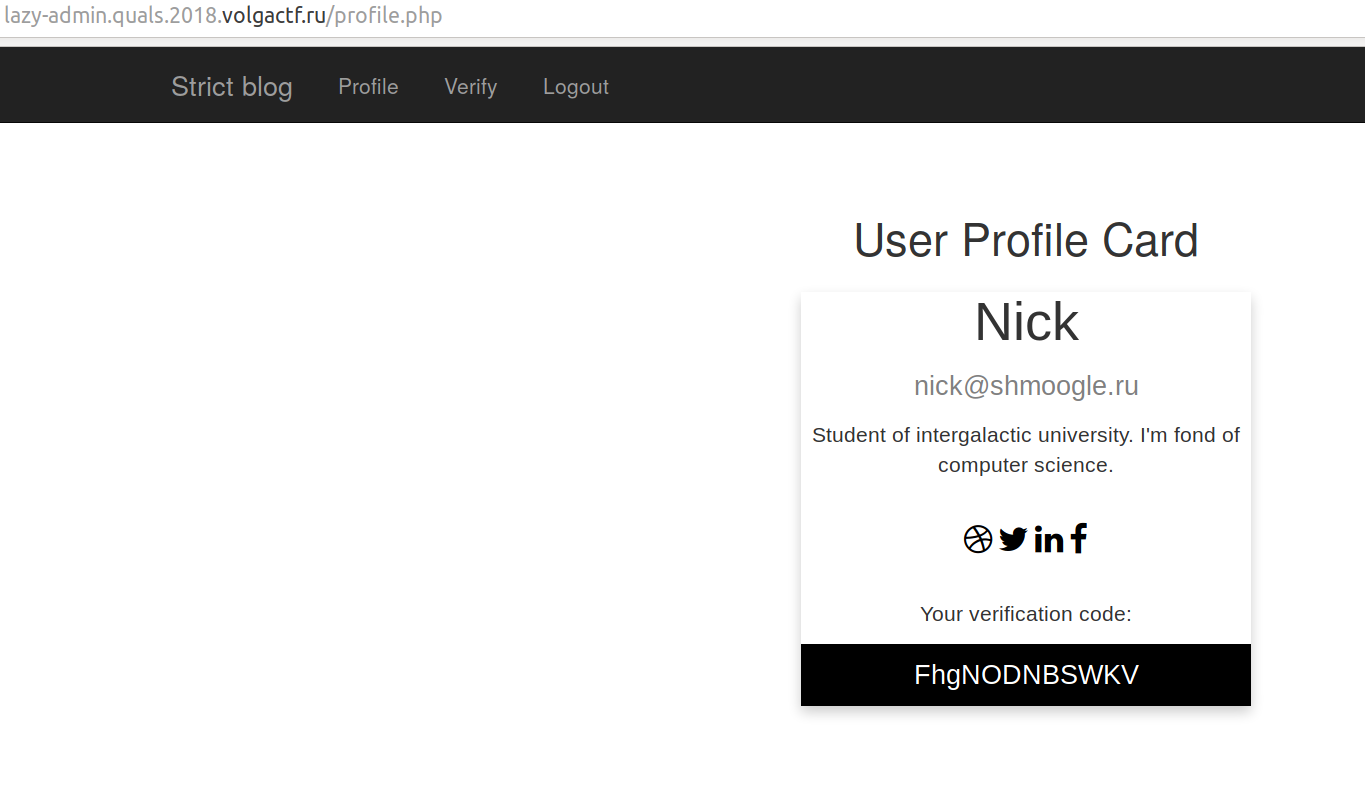 lazy-admin.quals.2018.volgactf.ru/profile.php
Strict blog Profile Verify Logout
User Profile Card
Nick
nick@shmoogle.ru
Student of intergalactic university. I'm fond of
computer science.
Your verification code:
FhgNODNBSWKV